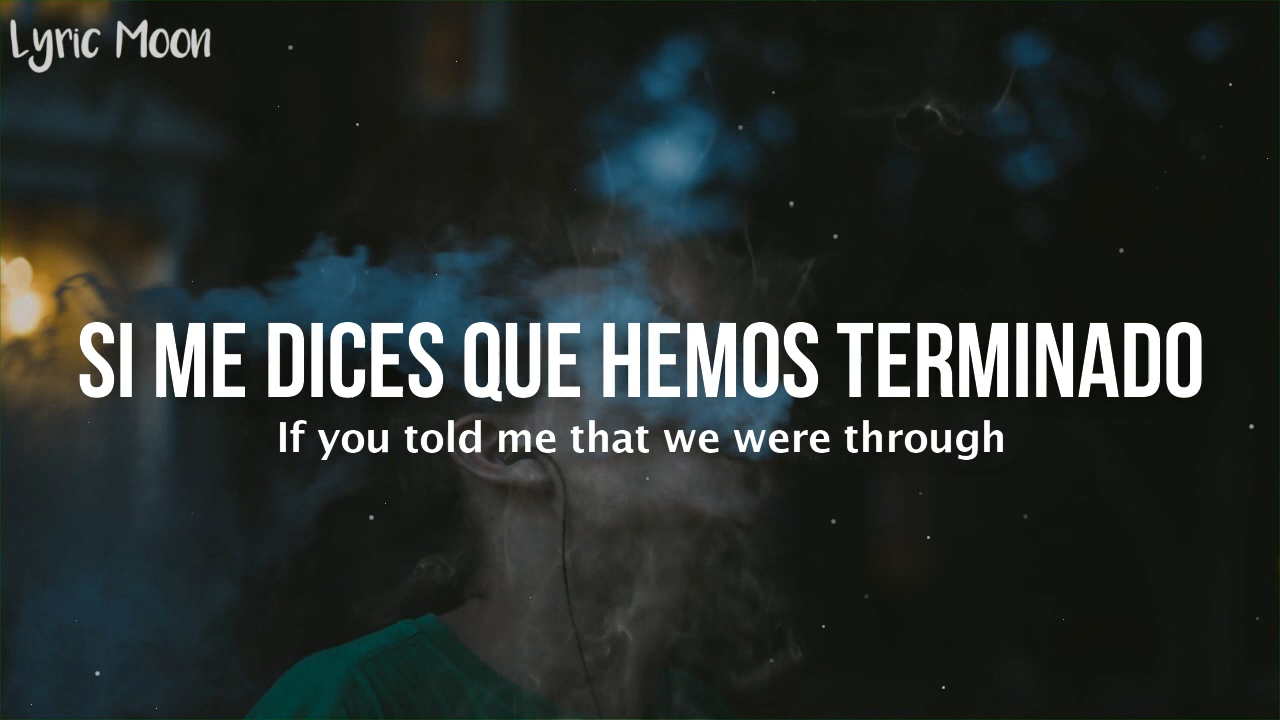 Lyric Moon
SI ME DICES QUE HEMOS TERMINADO
If you told me that we were through